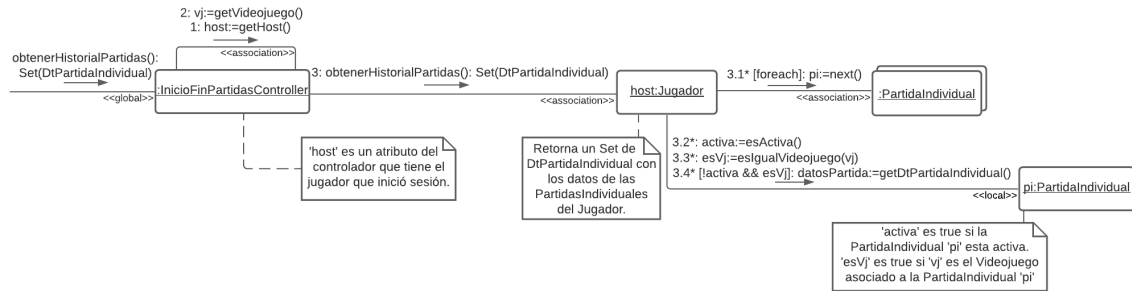 2: vj:=getVideojuego()
1: host:=getHost()
<<association>>
obtenerHistorialPartidas():
Set(DtPartidaIndividual)
<<global>>
:InicioFinPartidasController
3: obtenerHistorialPartidas(): Set(DtPartidaIndividual)
<<association>>
host:Jugador
3.1* [foreach]: pi:=next()
<<association>>
:PartidaIndividual
'host' es un atributo del
controlador que tiene el
jugador que inició sesión.
Retorna un Set de
DtPartidaIndividual con
los datos de las
PartidasIndividuales
del Jugador.
3.2*: activa:=esActiva()
3.3*: esVj:=esIgualVideojuego(vj)
3.4* [!activa && esVj]: datosPartida:=getDtPartidaIndividual()
<<local>>
pi:PartidaIndividual
'activa' es true si la
PartidaIndividual 'pi' esta activa.
'esVj' es true si 'vj' es el Videojuego
asociado a la PartidaIndividual 'pi'